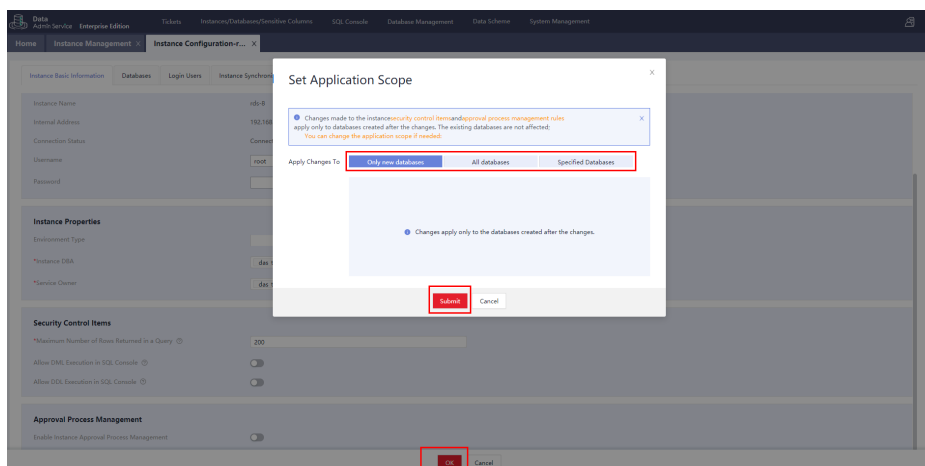 Data
Admin Service Enterprise Edition
Tickets Instances/Databases/Sensitive Columns SQL Console Database Management Data Scheme System Management
Home Instance Management X Instance Configuration-r... X
Instance Basic Information Databases Login Users Instance Synchroni
Set Application Scope
Instance Name rds-8
Internal Address 192.168
Connection Status: Connect
Username root
Password
Changes made to the instancesecurity control itemsandapproval process management rules
apply only to databases created after the changes. The existing databases are not affected:
You can change the application scope if needed:
Apply Changes To Only new databases All databases Specified Databases
Changes apply only to the databases created after the changes.
Instance Properties
Environment Type
*Instance DBA das t
*Service Owner das t
Submit Cancel
Security Control Items
*Maximum Number of Rows Returned in a Query 200
Allow DML Execution in SQL Console
Allow DDL Execution in SQL Console
Approval Process Management
Enable Instance Approval Process Management
OK Cancel